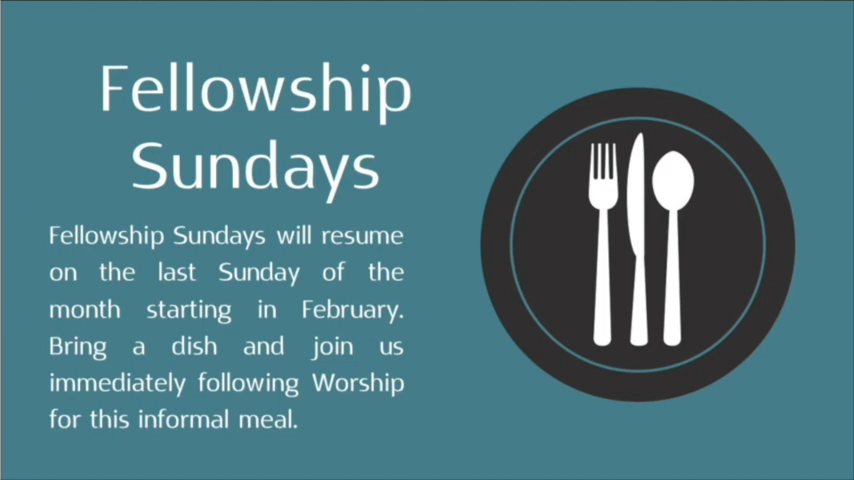 Fellowship
Sundays
Fellowship Sundays will resume
on the last Sunday of the
month starting in February.
Bring a dish and join us
immediately following Worship
for this informal meal.